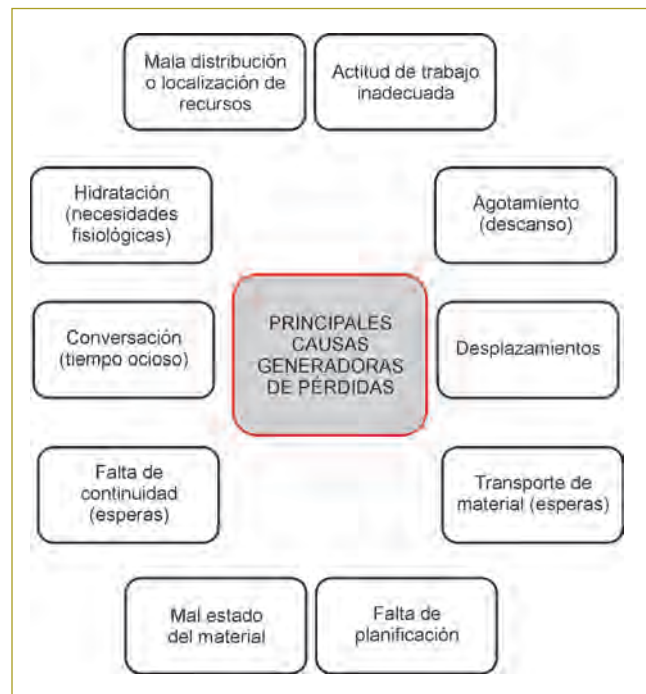 Mala distribución
o localización de
recursos
Actitud de trabajo
inadecuada
Hidratación
(necesidades
fisiológicas)
Agotamiento
(descanso)
Conversación
(tiempo ocioso)
PRINCIPALES
CAUSAS
GENERADORAS
DE PÉRDIDAS
Desplazamientos
Falta de
continuidad
(esperas)
Transporte de
material (esperas)
Mal estado
del material
Falta de
planificación